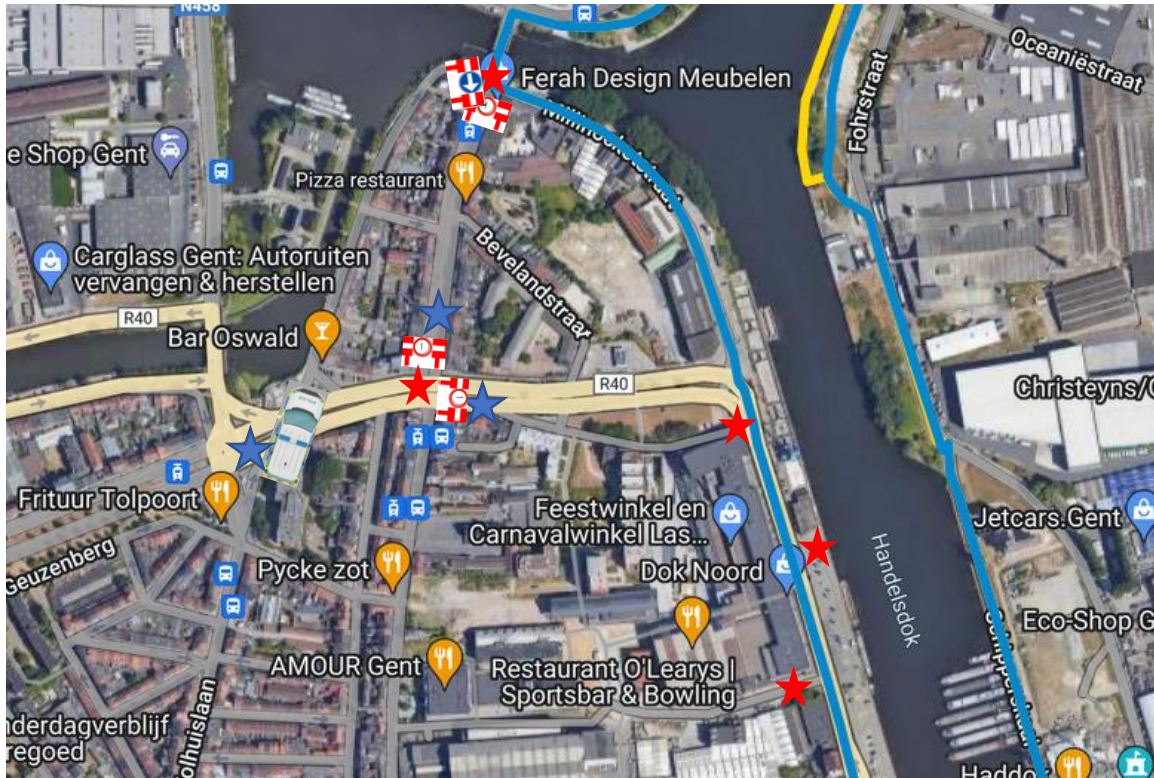 N458
Oceaniëstraat
Ferah Design Meubelen
Fohrstraat
e Shop Gent
Pizza restaurant
Bevelandstraat
Carglass Gent: Autoruiten
vervangen & herstellen
R40
Bar Oswald
R40
Christeyns/C
Frituur Tolpoort
Feestwinkel en
Carnavalwinkel Las...
Jetcars.Gent
Geuzenberg
Pycke zot
Dok Noord
Handelsdok
Eco-Shop G
AMOUR Gent
Restaurant O'Learys |
Sportsbar & Bowling
nderdagverblijf
regoed
olhuislaan
Haddo